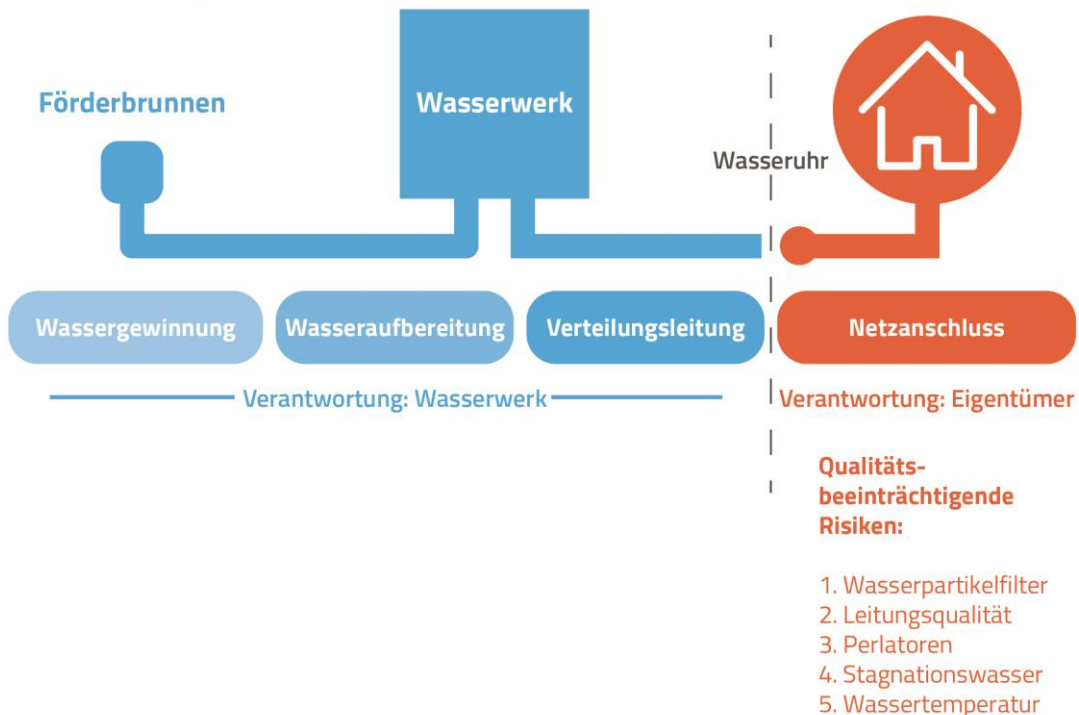 Förderbrunnen
Wasserwerk
Wasseruhr
Wassergewinnung
Wasseraufbereitung
Verteilungsleitung
Netzanschluss
Verantwortung: Wasserwerk
Verantwortung: Eigentümer
Qualitäts-
beeinträchtigende
Risiken:
1. Wasserpartikelfilter
2. Leitungsqualität
3. Perlatoren
4. Stagnationswasser
5. Wassertemperatur